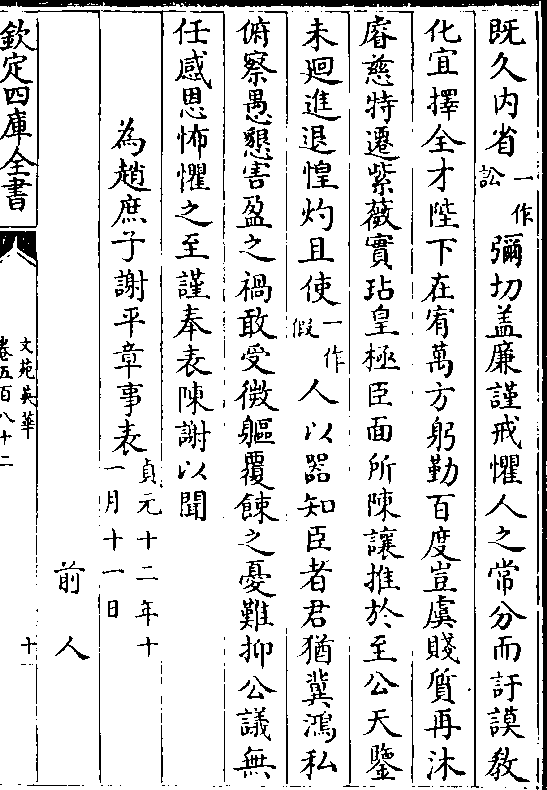 既久内省一作訟彌切盖廉謹戒懼人之常分而訏謨教
化宜擇全才陛下在宥萬方躬勤百度豈虞賤質再沐
睿慈特遷紫薇實玷皇極臣面所陳讓推於至公天鑒
未迴進退惶灼且使一作假人以器知臣者君猶冀鴻私
俯察愚懇害盈之禍敢受微軀覆餗之憂難抑公議無
任感恩怖懼之至謹奉表陳謝以聞
為趙庶子謝平章事表貞元十二年十一月十一日
前人
欽定四庫全書
文苑英華
卷五百八十二
十一